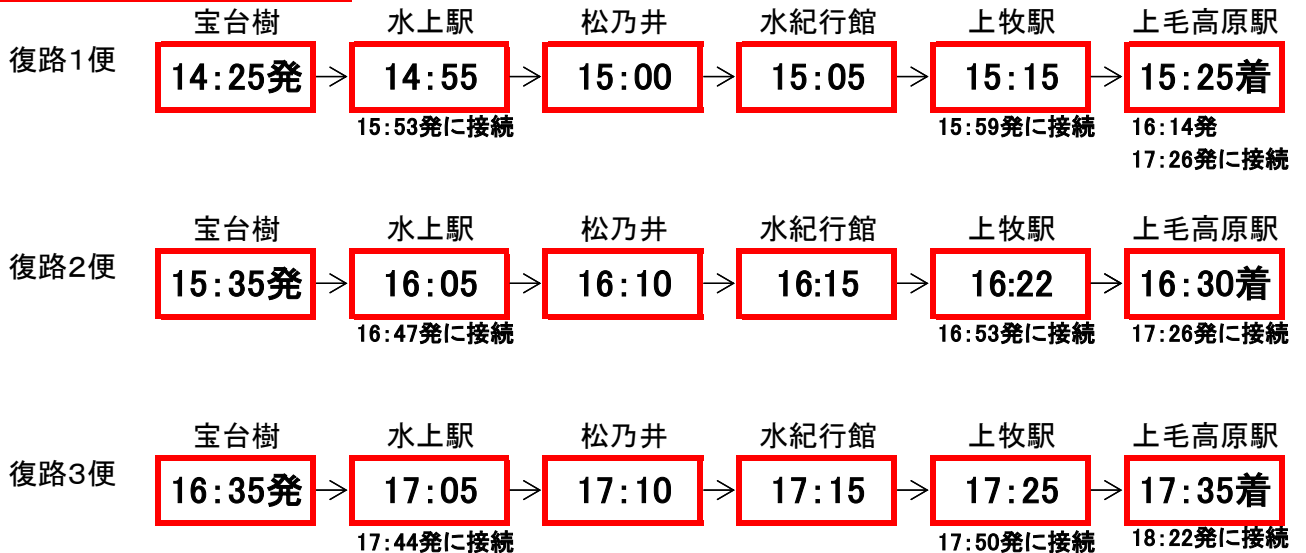 宝台樹 水上駅 松乃井 水紀行館 上牧駅 上毛高原駅
復路1便 14:25発 → 14:55 → 15:00 → 15:05 → 15:15 → 15:25着
15:53発に接続 15:59発に接続 16:14発
17:26発に接続
宝台樹 水上駅 松乃井 水紀行館 上牧駅 上毛高原駅
復路2便 15:35発 → 16:05 → 16:10 → 16:15 → 16:22 → 16:30着
16:47発に接続 16:53発に接続 17:26発に接続
宝台樹 水上駅 松乃井 水紀行館 上牧駅 上毛高原駅
復路3便 16:35発 → 17:05 → 17:10 → 17:15 → 17:25 → 17:35着
17:44発に接続 17:50発に接続 18:22発に接続